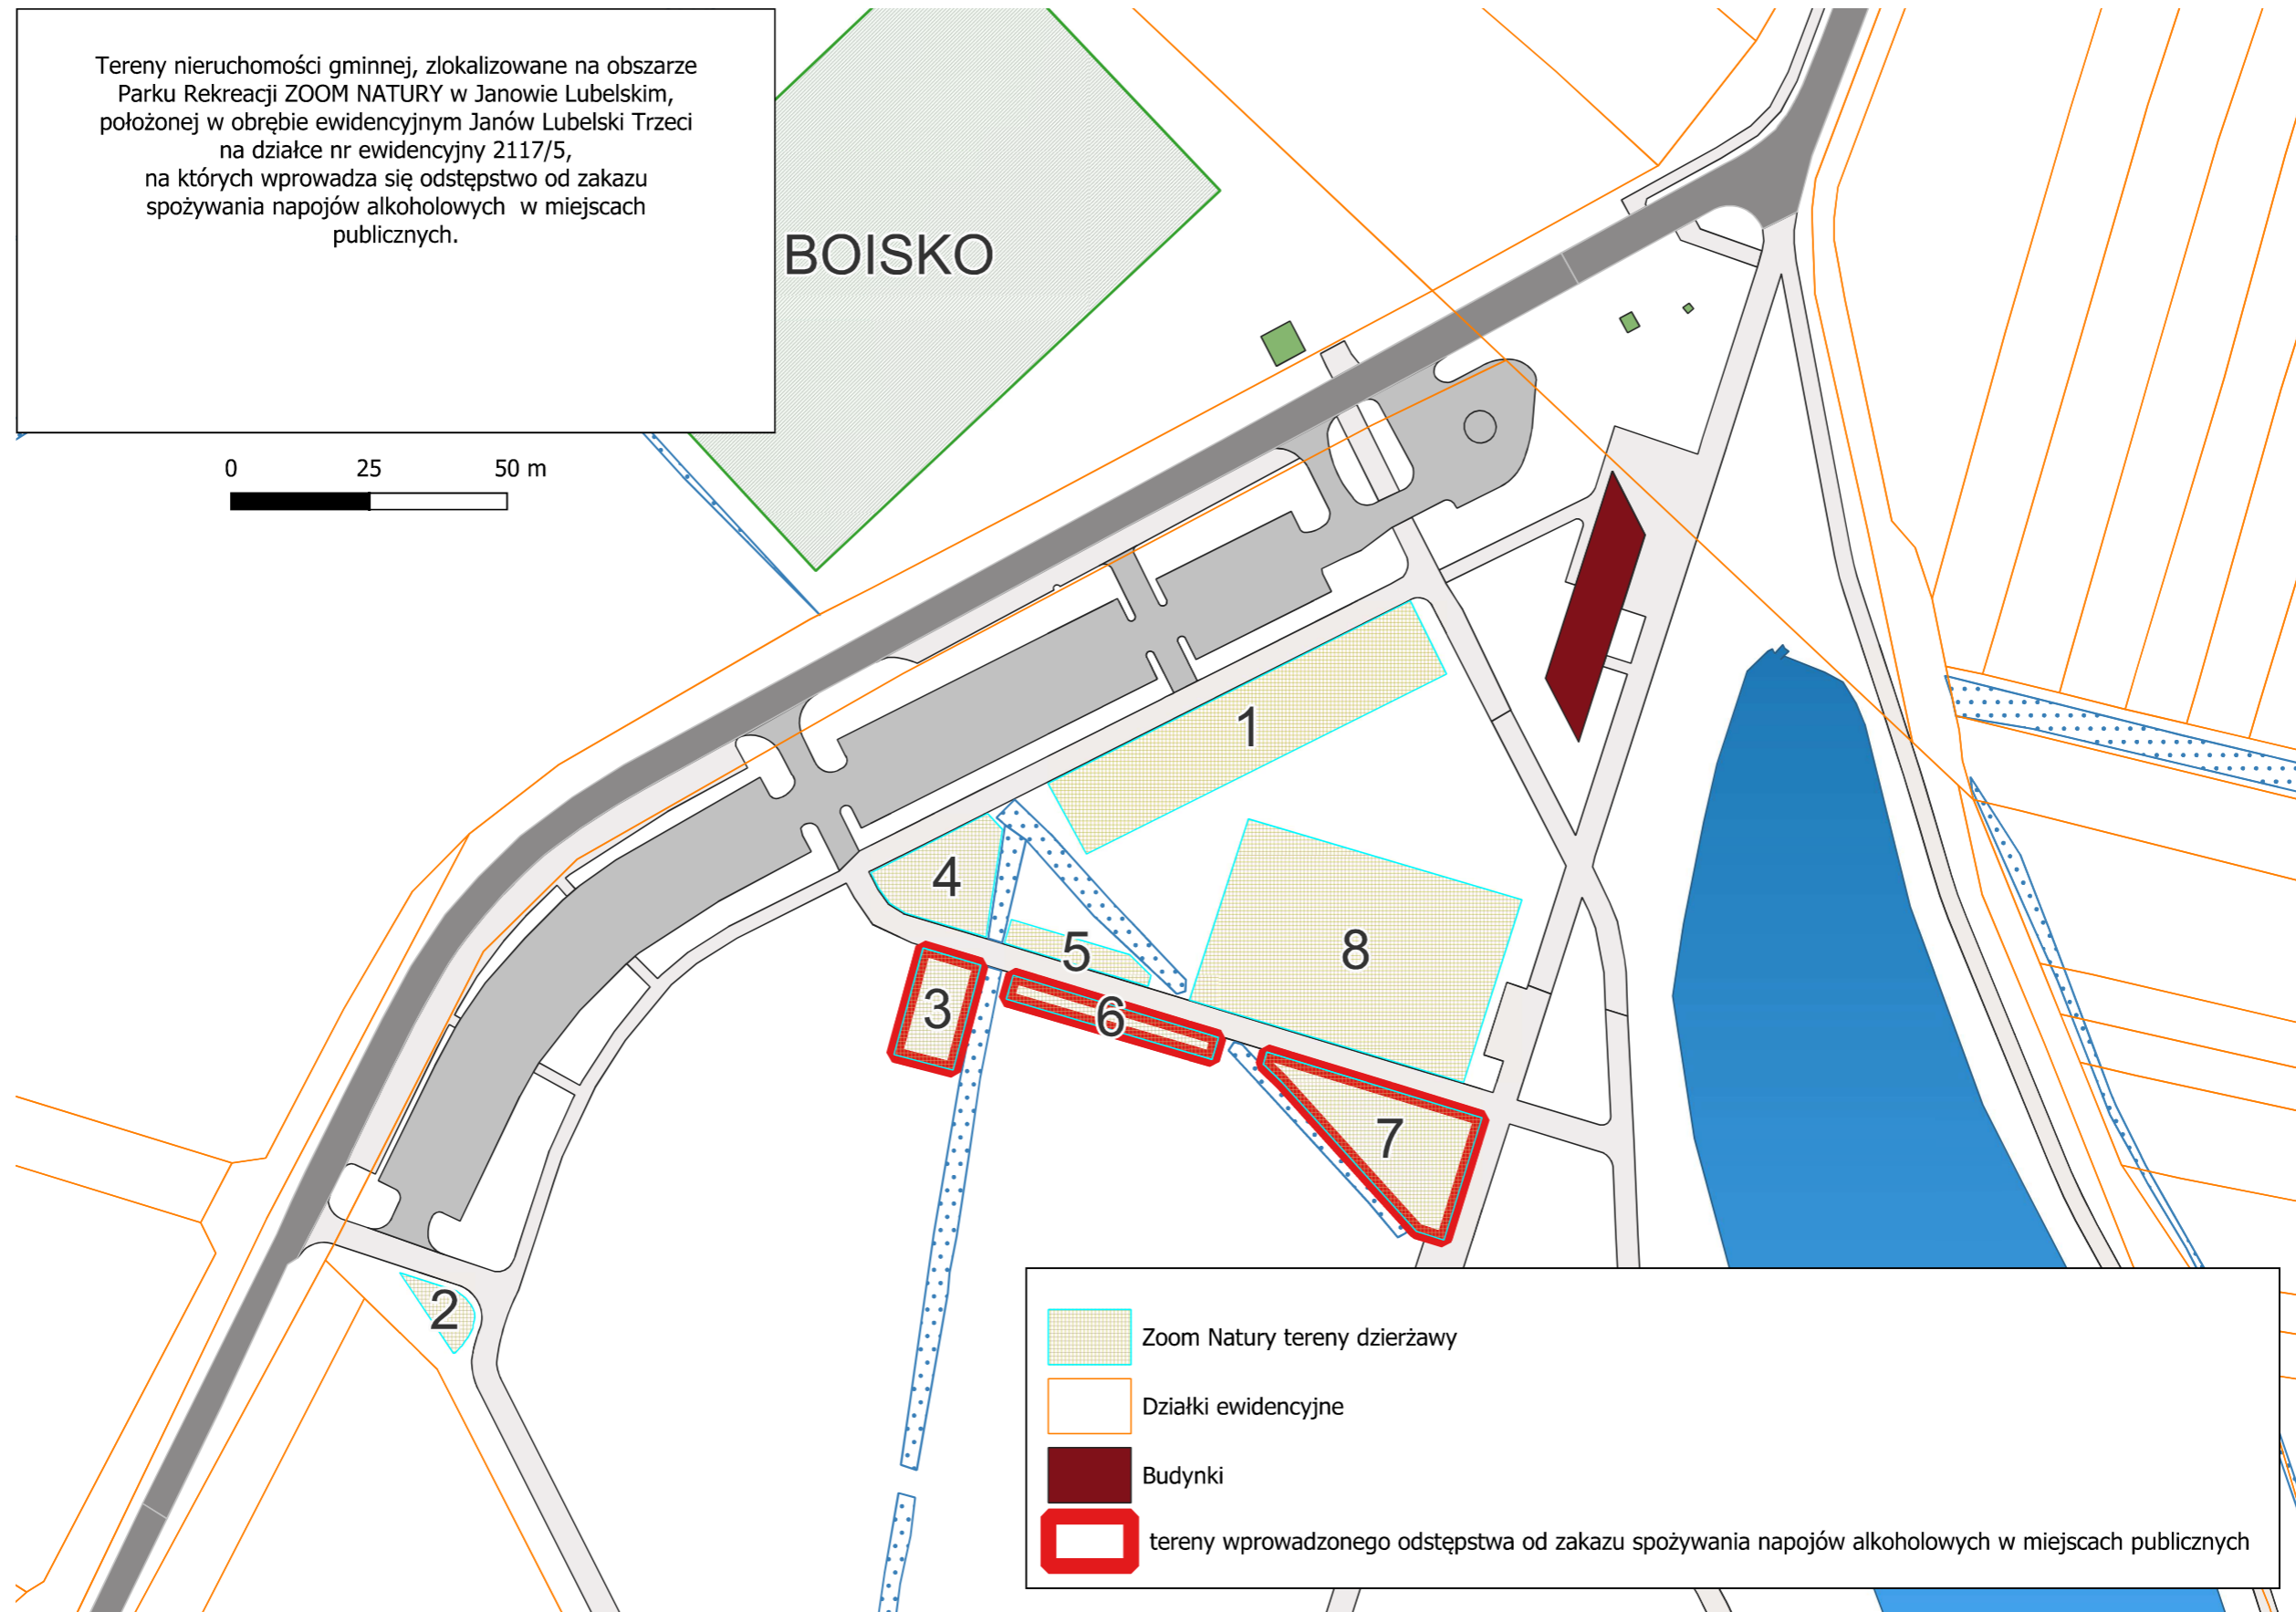 Tereny nieruchomości gminnej, zlokalizowane na obszarze
Parku Rekreacji ZOOM NATURY w Janowie Lubelskim,
położonej w obrębie ewidencyjnym Janów Lubelski Trzeci
na działce nr ewidencyjny 2117/5,
na których wprowadza się odstępstwo od zakazu
spożywania napojów alkoholowych w miejscach
publicznych.
BOISKO
0 25 50 m
1
4
5
8
3
6
7
2
Zoom Natury tereny dzierżawy
Działki ewidencyjne
Budynki
tereny wprowadzonego odstępstwa od zakazu spożywania napojów alkoholowych w miejscach publicznych